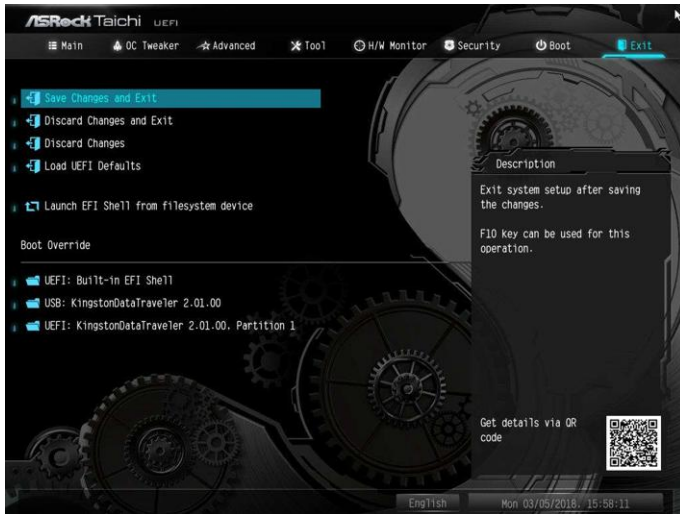 ASRock Taichi UEFI
Main OC Tweaker Advanced Tool H/W Monitor Security Boot Exit
Save Changes and Exit
Discard Changes and Exit
Discard Changes
Load UEFI Defaults
Launch EFI Shell from filesystem device
Boot Override
UEFI: Built-in EFI Shell
USB: KingstonDataTraveler 2.01.00
UEFI: KingstonDataTraveler 2.01.00, Partition 1
Description
Exit system setup after saving
the changes.
F10 key can be used for this
operation.
Get details via QR
code
English
Mon 03/05/2018, 15:58:11